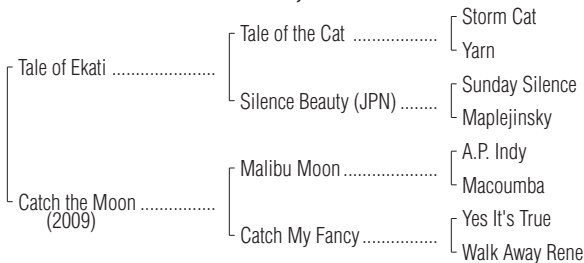 Storm Cat
Tale of the Cat ..................
Yarn
Tale of Ekati ......................
Sunday Silence
Silence Beauty (JPN) ........
Maplejinsky
A.P. Indy
Malibu Moon....................
Macoumba
Catch the Moon ................
(2009)
Yes It's True
Catch My Fancy................
Walk Away Rene